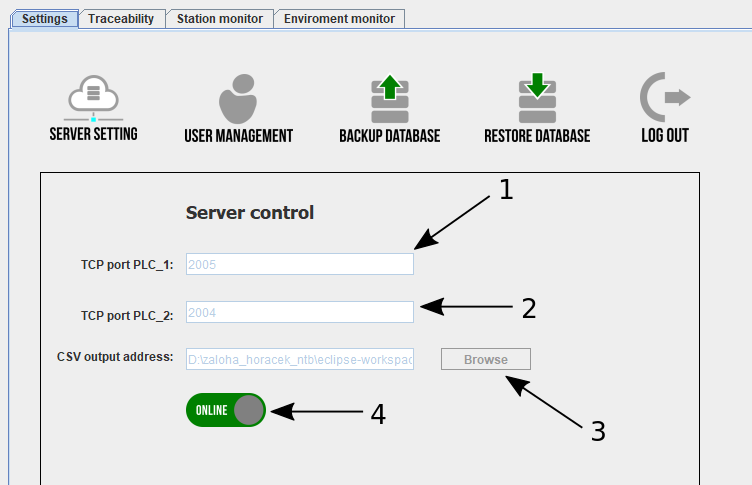 Settings Traceability Station monitor Enviroment monitor
SERVER SETTING USER MANAGEMENT BACKUP DATABASE RESTORE DATABASE LOG OUT
1
Server control
TCP port PLC_1: 2005
2
TCP port PLC_2: 2004
CSV output address: D:\zaloha_horacek_ntb\eclipse-workspac Browse
ONLINE 4
3